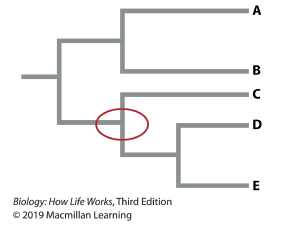 A
B
C
D
E
Biology: How Life Works, Third Edition
© 2019 Macmillan Learning